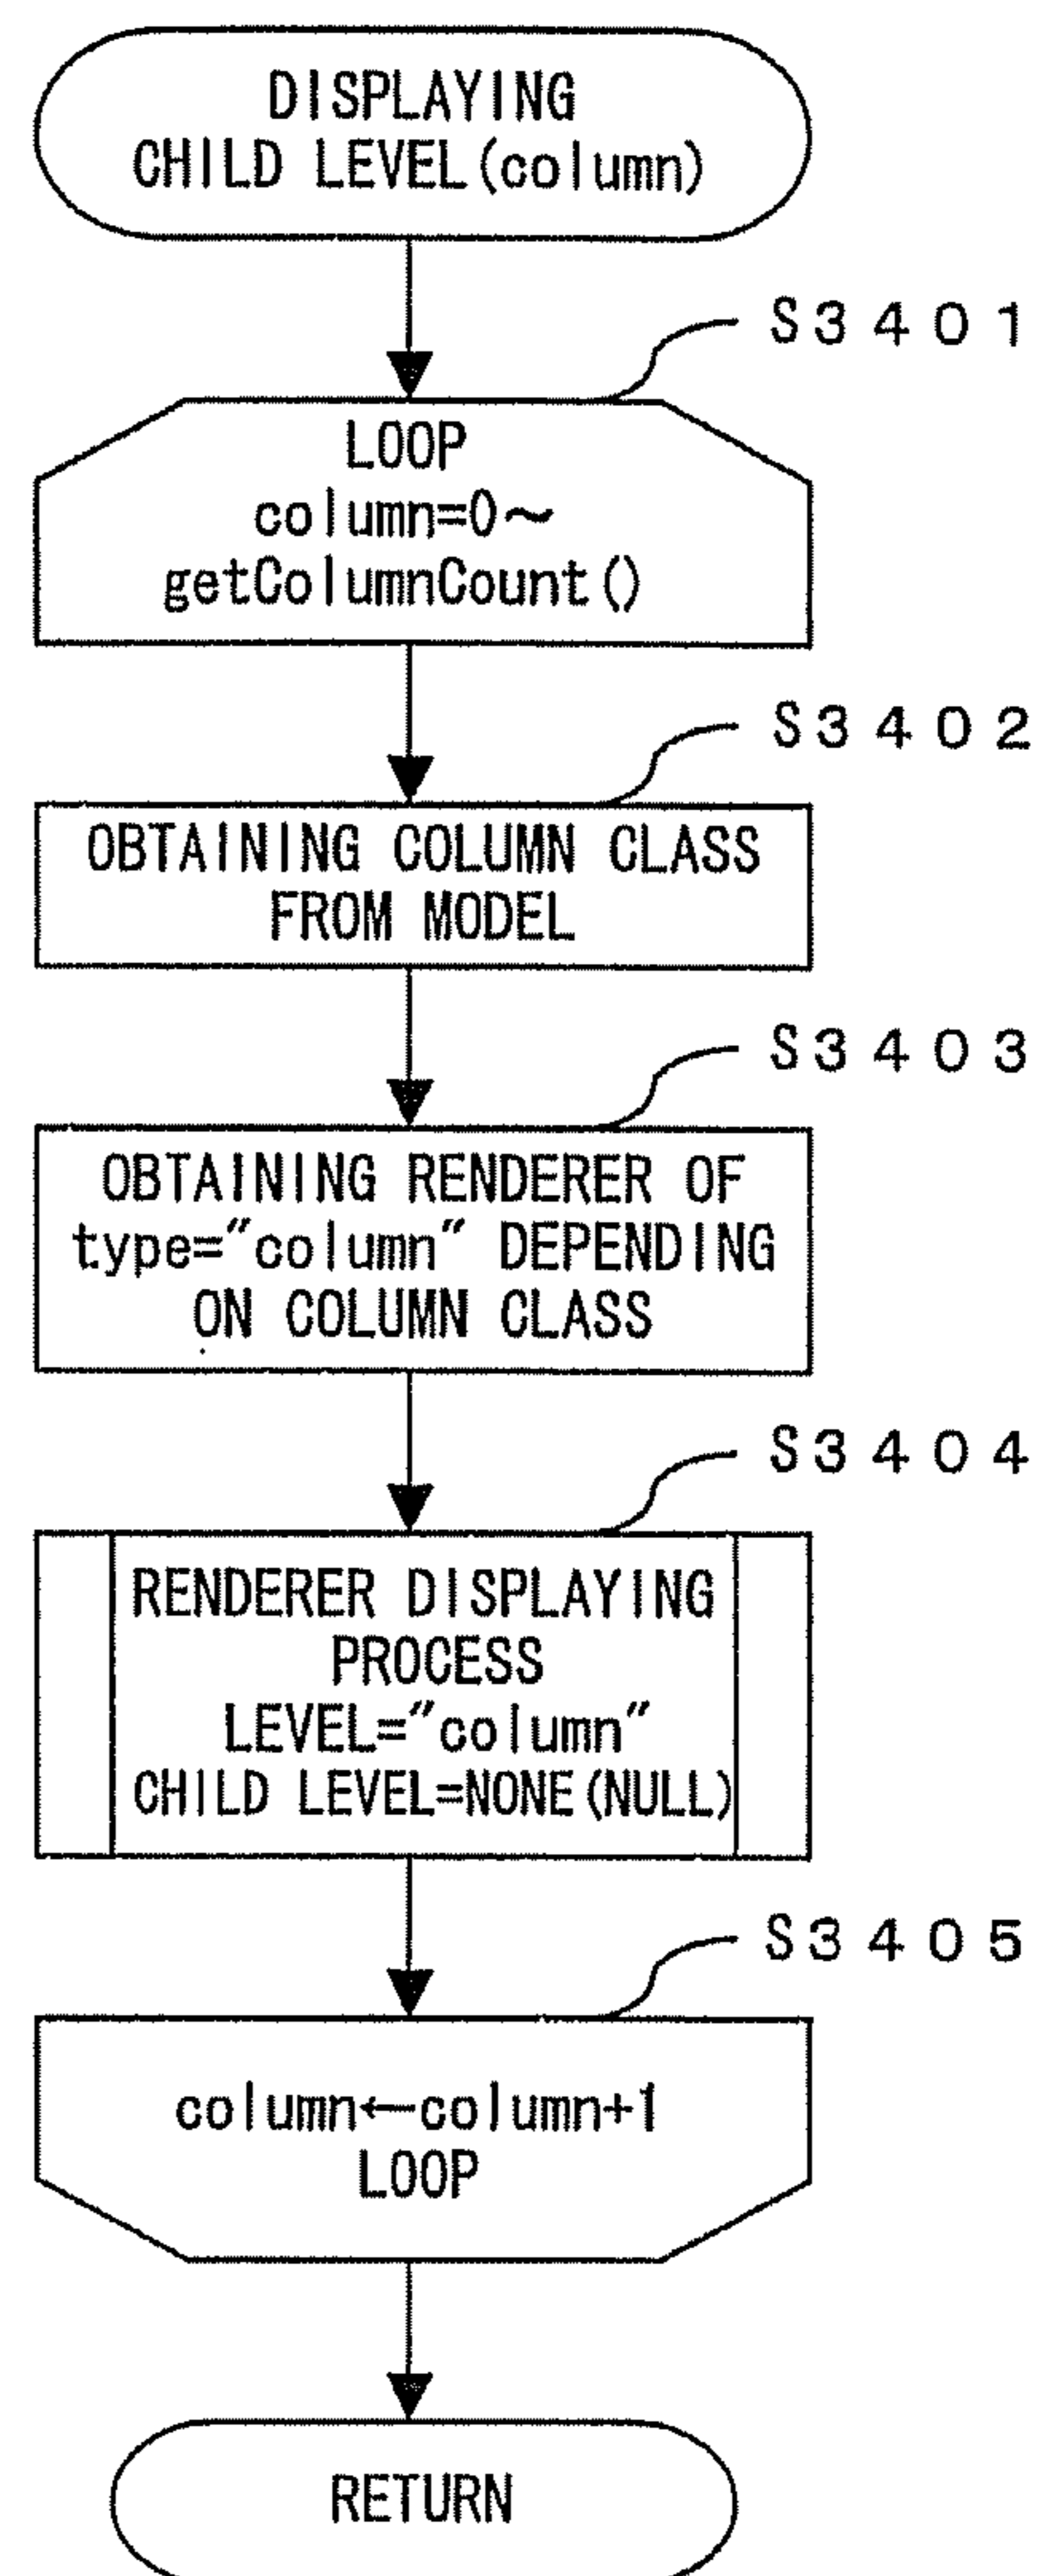 DISPLAYING
CHILD LEVEL(column)
S3401
LOOP
column=0~
getColumnCount()
S3402
OBTAINING COLUMN CLASS
FROM MODEL
S3403
OBTAINING RENDERER OF
type="column" DEPENDING
ON COLUMN CLASS
S3404
RENDERER DISPLAYING
PROCESS
LEVEL="column"
CHILD LEVEL=NONE(NULL)
S3405
column←column+1
LOOP
RETURN